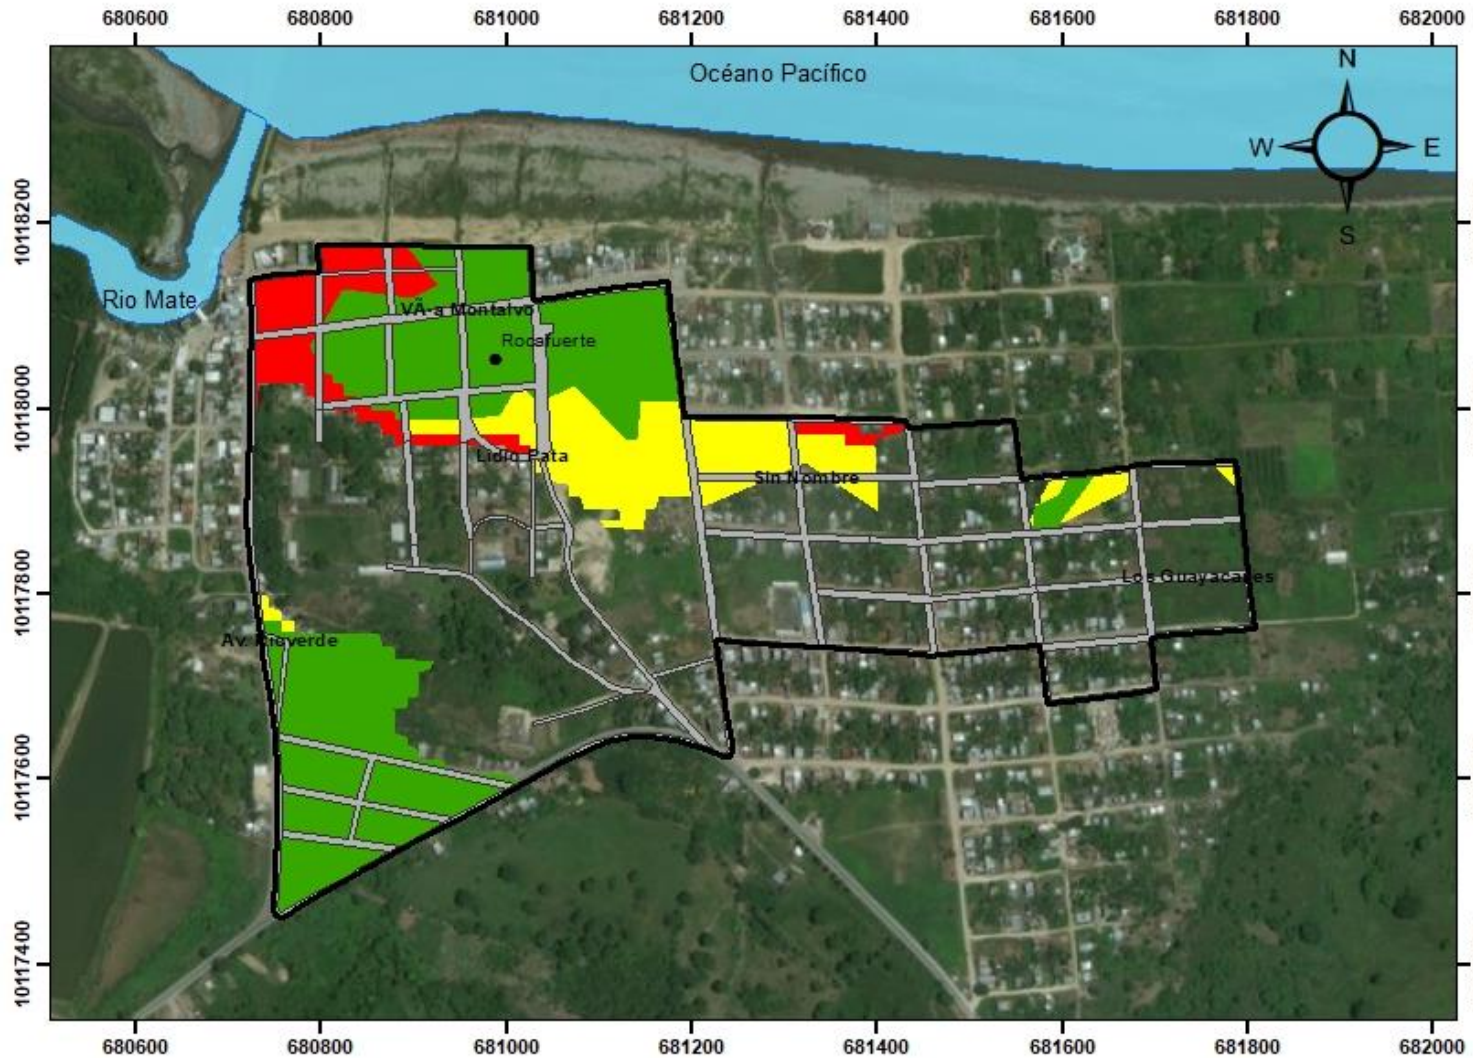 680600 680800 681000 681200 681400 681600 681800 682000
Océano Pacífico
N
W E
S
10118200
Rio Mate
VÃ-a Montalvo
Rocafuerte
10118000
Lidio Pata
Sin Nombre
10117800
Los Guayacanes
Av. Rioverde
10117600
10117400
680600 680800 681000 681200 681400 681600 681800 682000